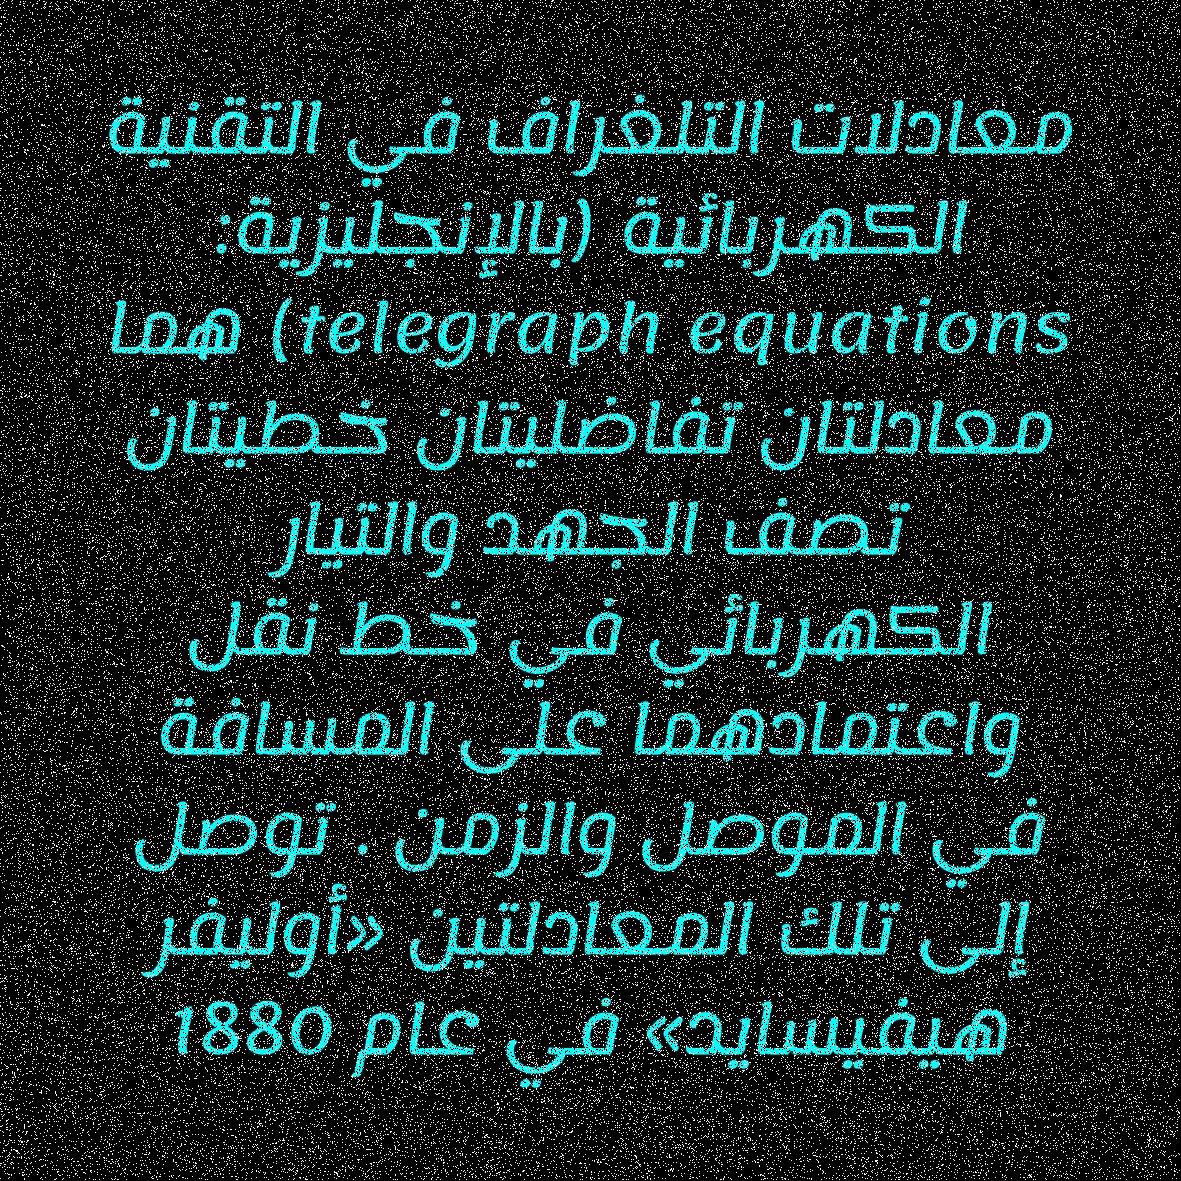 معادلات التلغراف في التقنية
الكهربائية (بالإنجليزية:
telegraph equations) هما
معادلتان تفاضليتان خطيتان
تصف الجهد والتيار
الكهربائي في خط نقل
واعتمادهما على المسافة
في الموصل والزمن . توصل
إلى تلك المعادلتين «أوليفر
هيفيسايد» في عام 1880